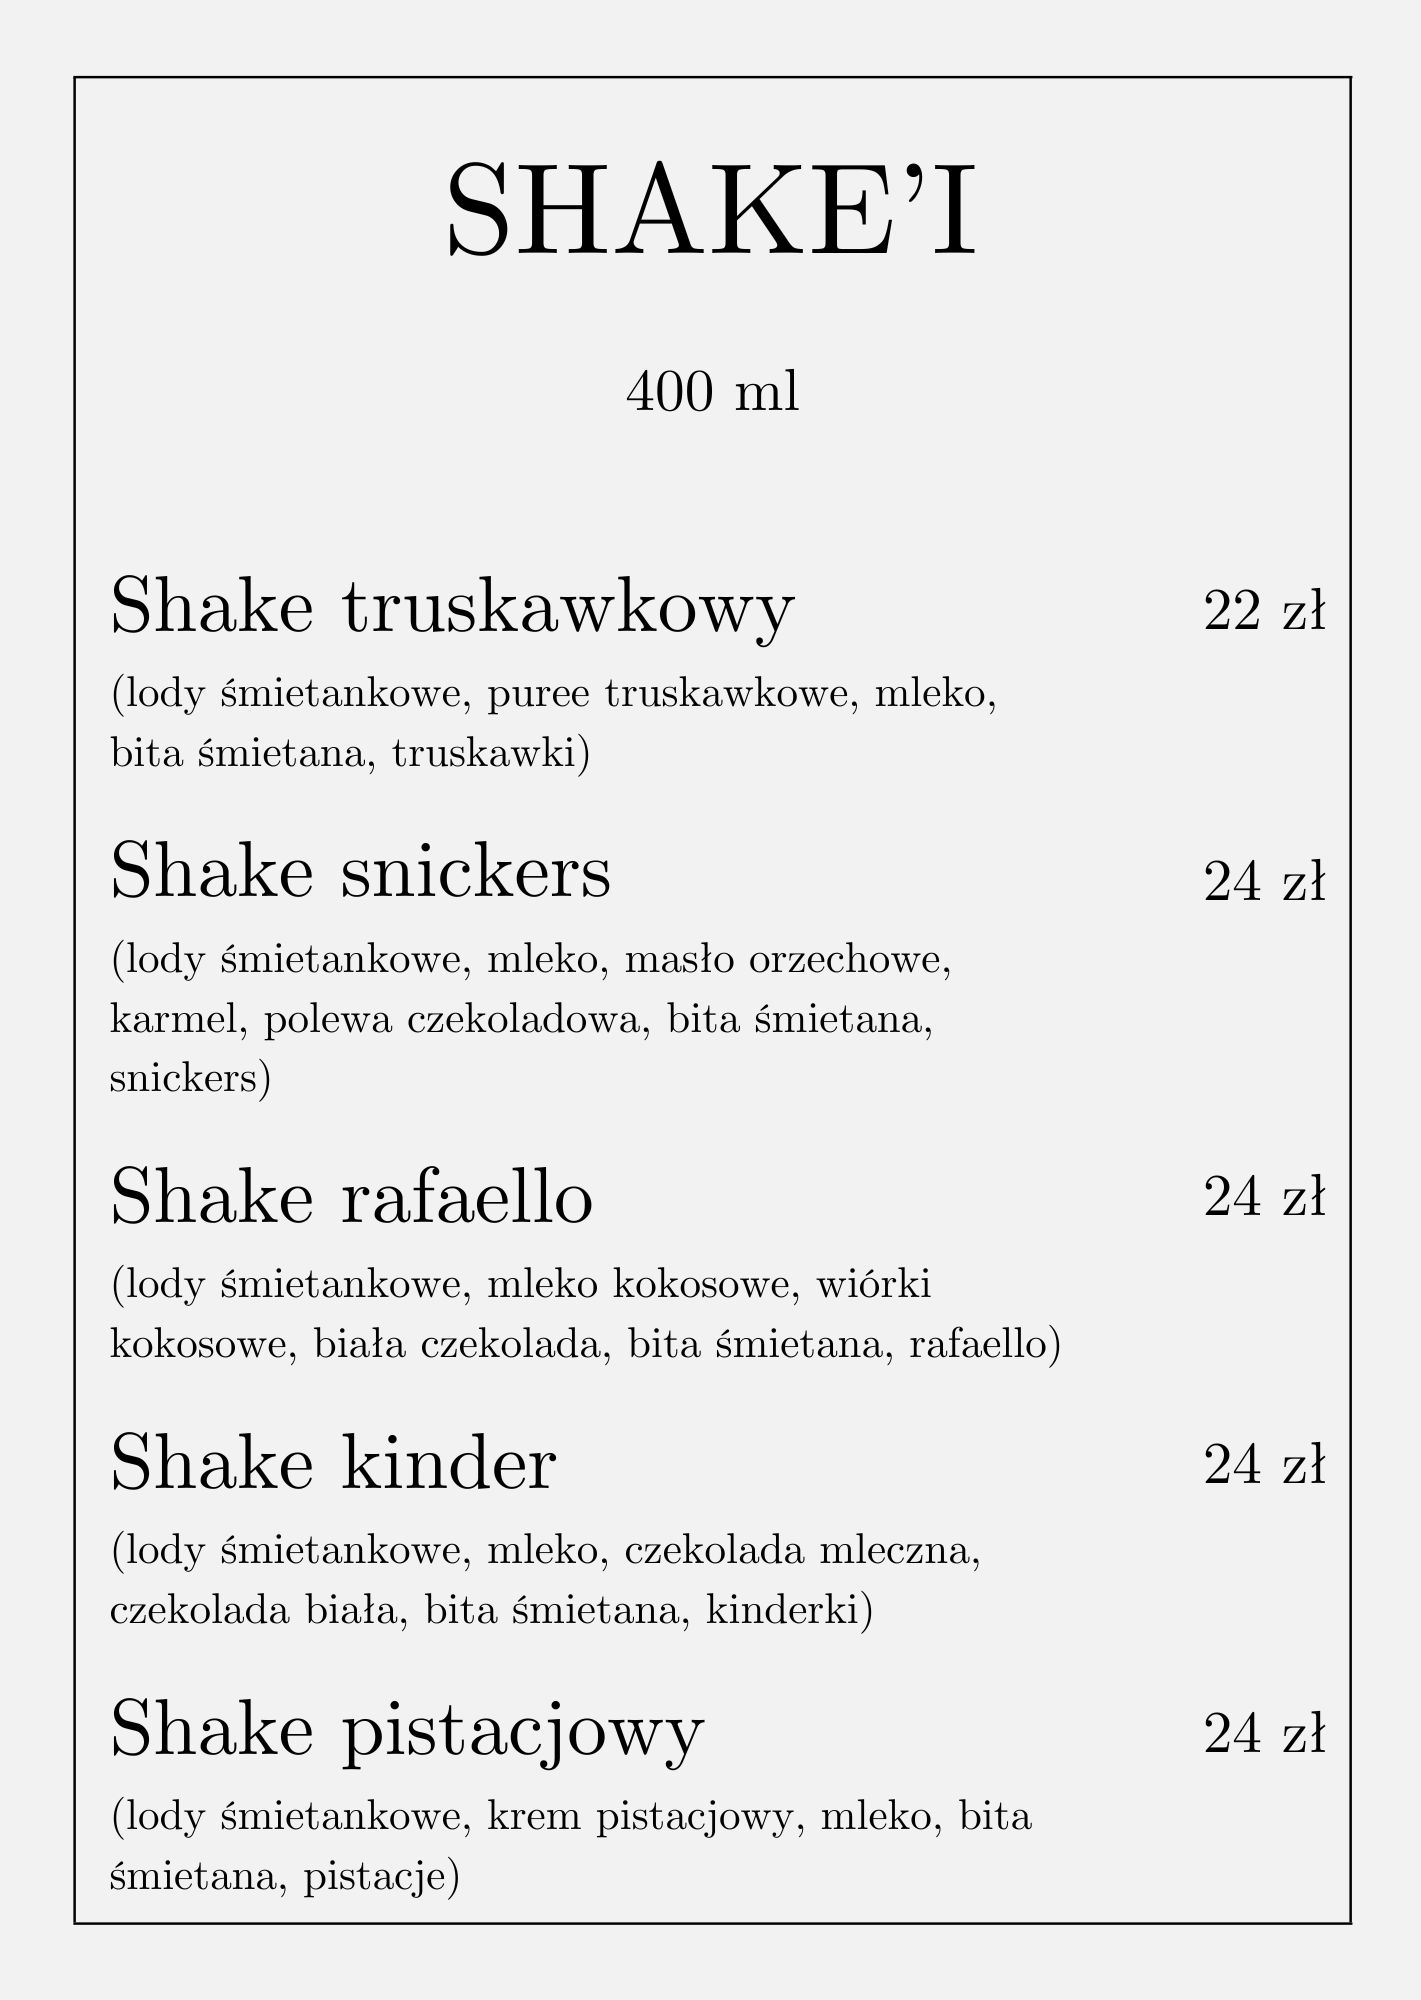 SHAKE’I
400 ml
Shake truskawkowy 22 zł
(lody śmietankowe, puree truskawkowe, mleko,
bita śmietana, truskawki)
Shake snickers 24 zł
(lody śmietankowe, mleko, masło orzechowe,
karmel, polewa czekoladowa, bita śmietana,
snickers)
Shake rafaello 24 zł
(lody śmietankowe, mleko kokosowe, wiórki
kokosowe, biała czekolada, bita śmietana, rafaello)
Shake kinder 24 zł
(lody śmietankowe, mleko, czekolada mleczna,
czekolada biała, bita śmietana, kinderki)
Shake pistacjowy 24 zł
(lody śmietankowe, krem pistacjowy, mleko, bita
śmietana, pistacje)